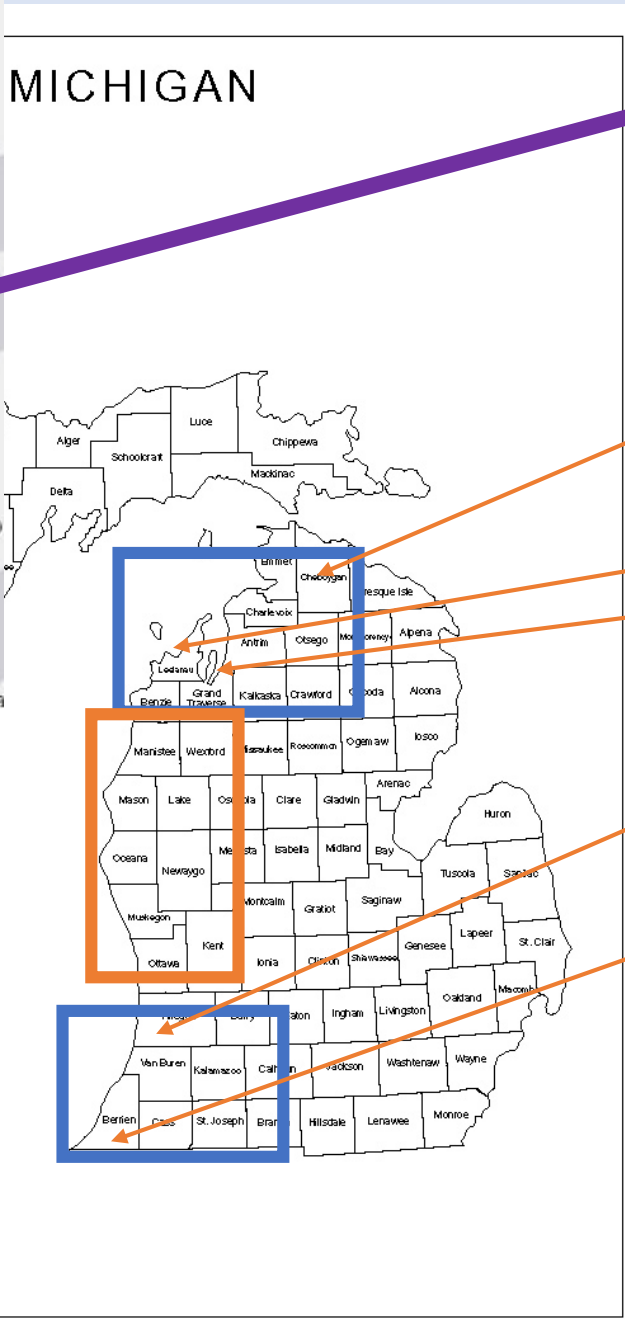 MICHIGAN
Luce
Alger
Chippewa
Schoolcraft
Mackinac
Delta
Emmet
Cheboygan
resque Isle
Charlevoix
Antrim
Otsego
Alpena
Leelanau
Benzie
Grand
Traverse
Kalkaska
Crawford
Alcona
Manistee
Wexford
Missaukee
Roscommon
Ogemaw
Iosco
Arenac
Mason
Lake
Clare
Gladwin
Huron
Oceana
Newaygo
Isabella
Midland
Bay
Tuscola
Sanilac
Montcalm
Gratiot
Saginaw
Muskegon
Lapeer
St. Clair
Kent
Genesee
Ottawa
Ionia
Clinton
Shiawassee
Oakland
Macomb
Ingham
Livingston
Van Buren
Kalamazoo
Jackson
Washtenaw
Wayne
Berrien
Cass
St. Joseph
Hillsdale
Lenawee
Monroe